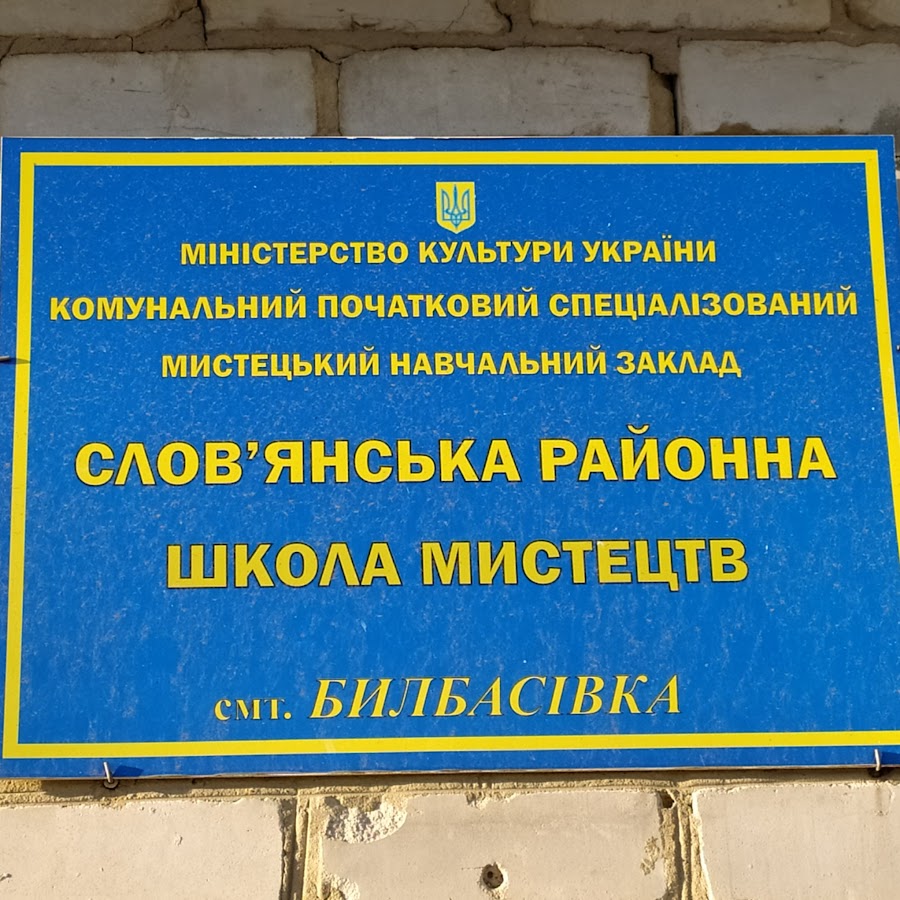 МІНІСТЕРСТВО КУЛЬТУРИ УКРАЇНИ
КОМУНАЛЬНИЙ ПОЧАТКОВИЙ СПЕЦІАЛІЗОВАНИЙ
МИСТЕЦЬКИЙ НАВЧАЛЬНИЙ ЗАКЛАД
СЛОВ’ЯНСЬКА РАЙОННА
ШКОЛА МИСТЕЦТВ
смт. БИЛБАСІВКА